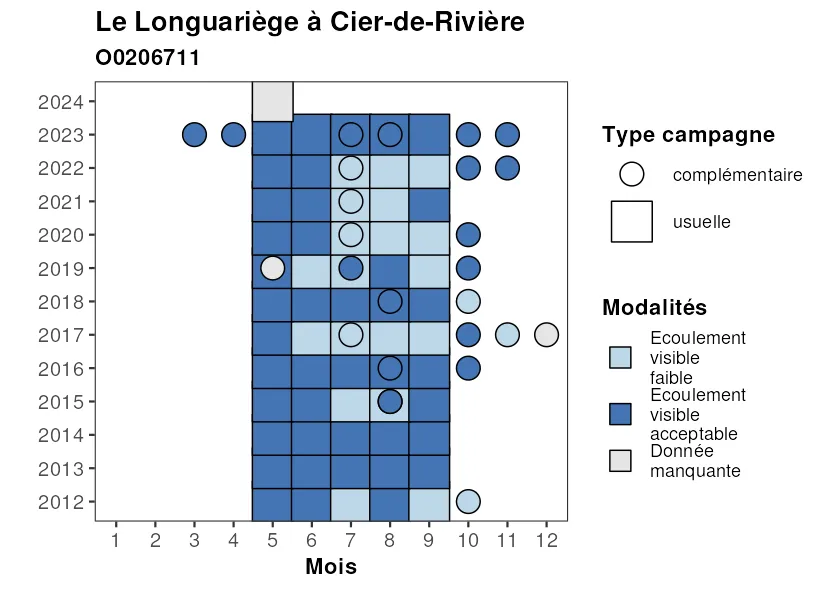 Le Longuariège à Cier-de-Rivière
O0206711
2024
2023
2022
2021
2020
2019
2018
2017
2016
2015
2014
2013
2012
1 2 3 4 5 6 7 8 9 10 11 12
Mois
Type campagne
complémentaire
usuelle
Modalités
Ecoulement
visible
faible
Ecoulement
visible
acceptable
Donnée
manquante